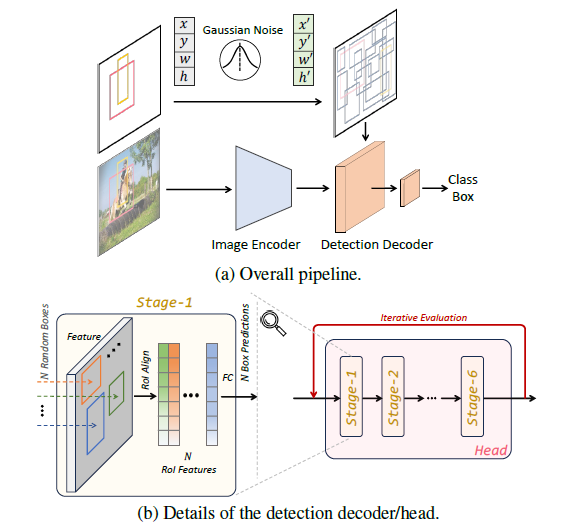 x
y
w
h
Gaussian Noise
x'
y'
w'
h'
Class
Box
Image Encoder
Detection Decoder
(a) Overall pipeline.
N Random Boxes
Stage-1
Feature
RoI Align
•••
FC
N
RoI Features
N Box Predictions
Iterative Evaluation
Stage-1
Stage-2
•••
Stage-6
Head
(b) Details of the detection decoder/head.